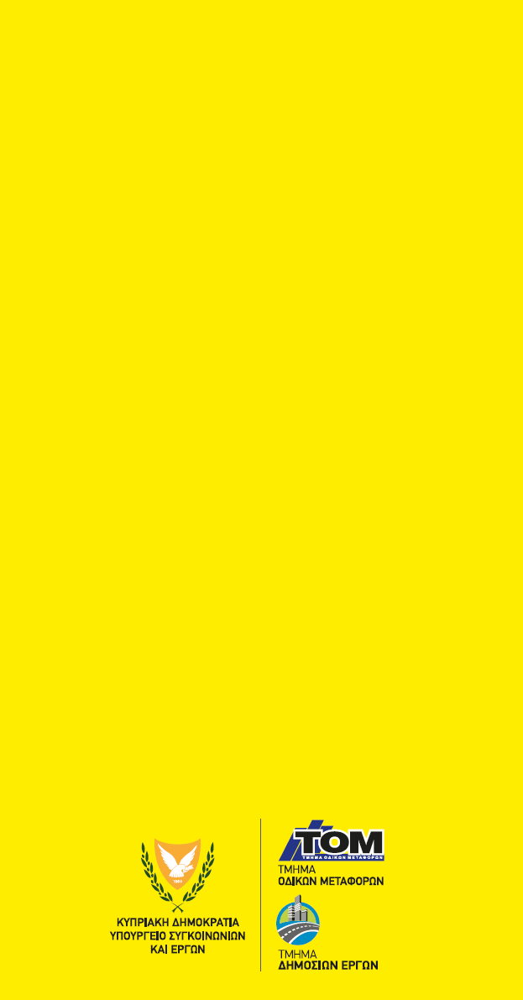 ΚΥΠΡΙΑΚΗ ΔΗΜΟΚΡΑΤΙΑ
ΥΠΟΥΡΓΕΙΟ ΣΥΓΚΟΙΝΩΝΙΩΝ
ΚΑΙ ΕΡΓΩΝ
ΤΟΜ
ΤΜΗΜΑ ΟΔΙΚΩΝ ΜΕΤΑΦΟΡΩΝ
ΤΜΗΜΑ
ΟΔΙΚΩΝ ΜΕΤΑΦΟΡΩΝ
ΤΜΗΜΑ
ΔΗΜΟΣΙΩΝ ΕΡΓΩΝ